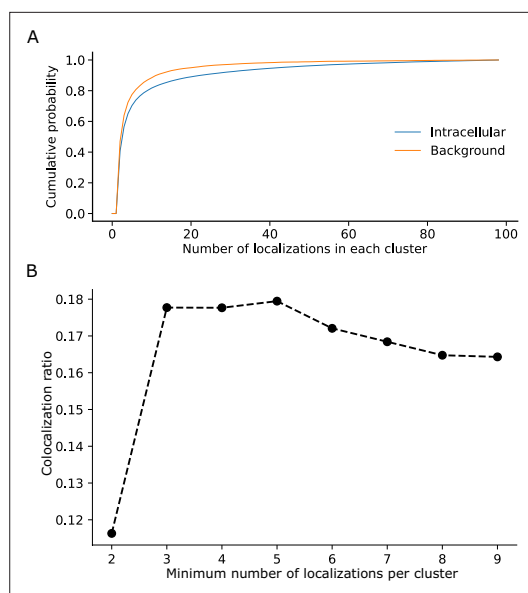 A
1.0
0.8
0.6
0.4
0.2
0.0
Cumulative probability
Intracellular
Background
0 20 40 60 80 100
Number of localizations in each cluster
B
0.18
0.17
0.16
0.15
0.14
0.13
0.12
Colocalization ratio
2 3 4 5 6 7 8 9
Minimum number of localizations per cluster